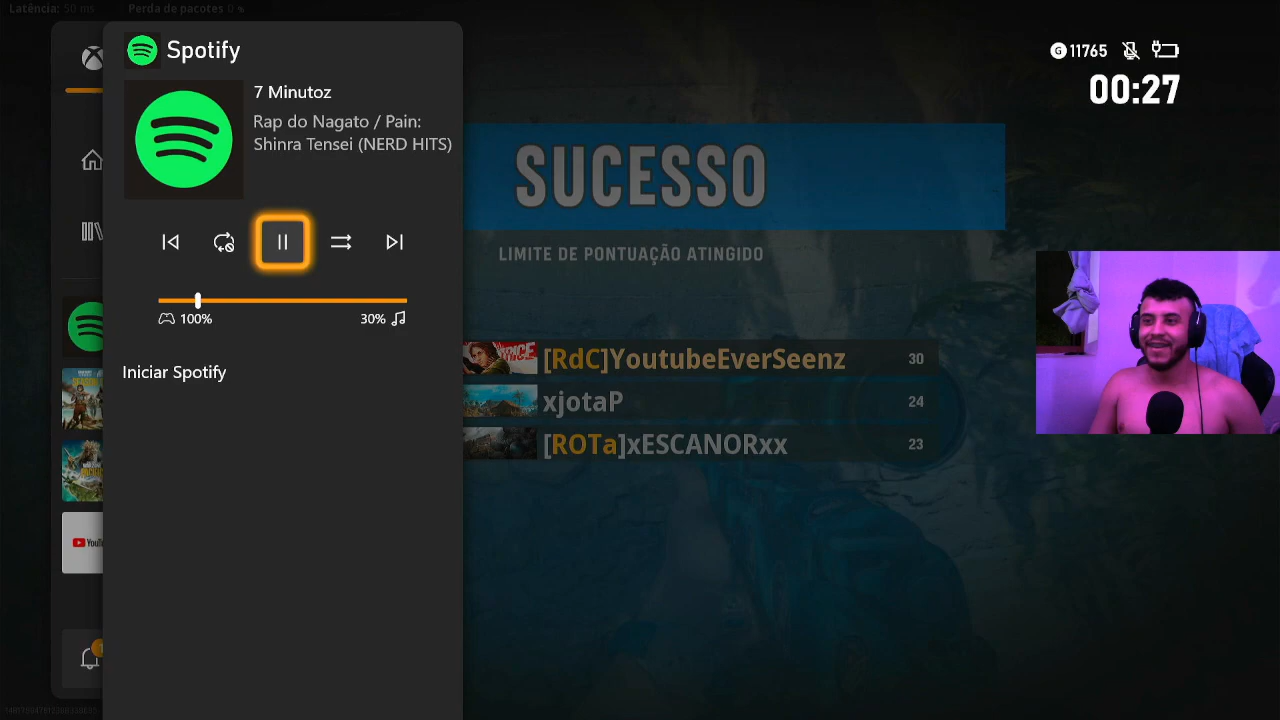 Latência: 50 ms Perda de pacotes 0 %
Spotify
7 Minutoz
Rap do Nagato / Pain:
Shinra Tensei (NERD HITS)
100%
30%
Iniciar Spotify
G 11765
00:27
SUCESSO
LIMITE DE PONTUAÇÃO ATINGIDO
[RdC]YoutubeEverSeenz 30
xjotaP 24
[ROTa]xESCANORxx 23